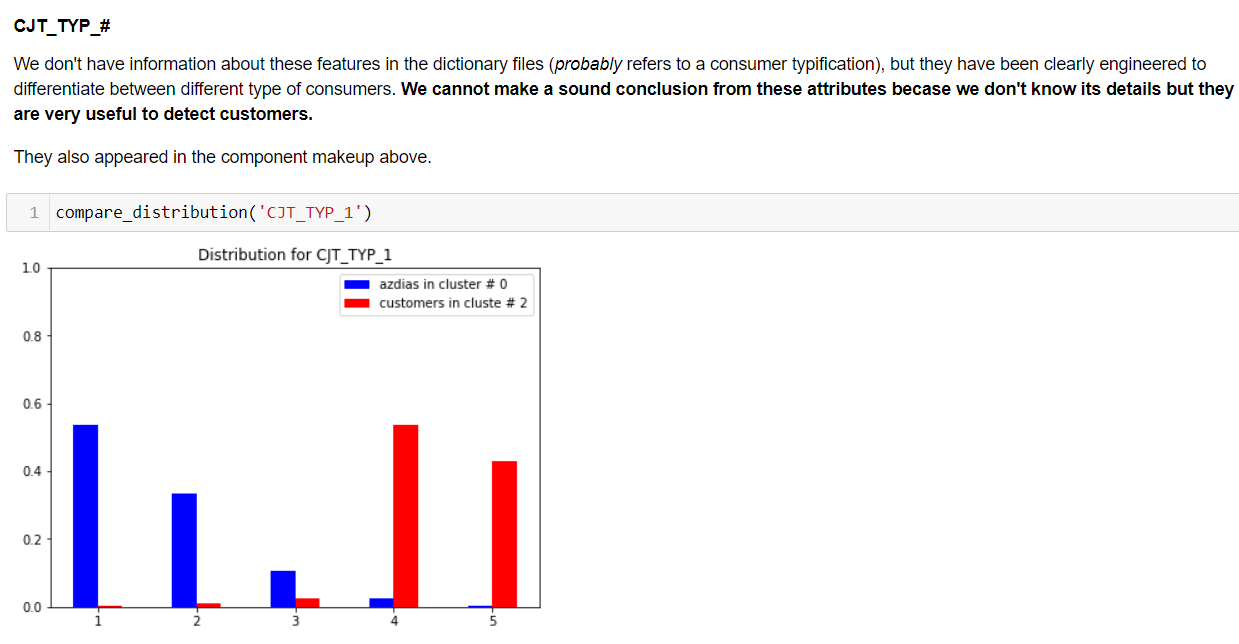 CJT_TYP_#
We don't have information about these features in the dictionary files (probably refers to a consumer typification), but they have been clearly engineered to
differentiate between different type of consumers. We cannot make a sound conclusion from these attributes becase we don't know its details but they
are very useful to detect customers.
They also appeared in the component makeup above.
1 compare_distribution('CJT_TYP_1')
Distribution for CJT_TYP_1
azdias in cluster # 0
customers in cluste # 2
1.0
0.8
0.6
0.4
0.2
0.0
1 2 3 4 5